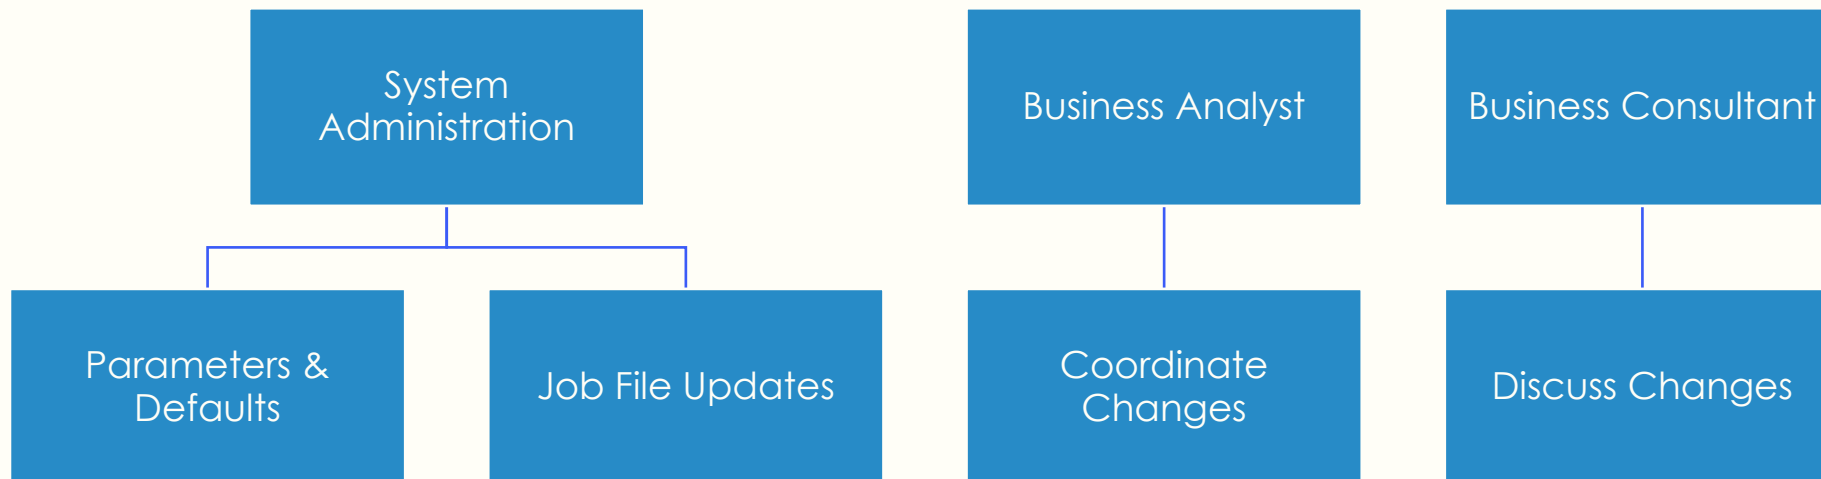 System
Administration
Business Analyst
Business Consultant
Parameters &
Defaults
Job File Updates
Coordinate
Changes
Discuss Changes